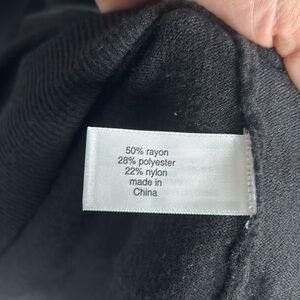 50% rayon
28% polyester
22% nylon
made in
China